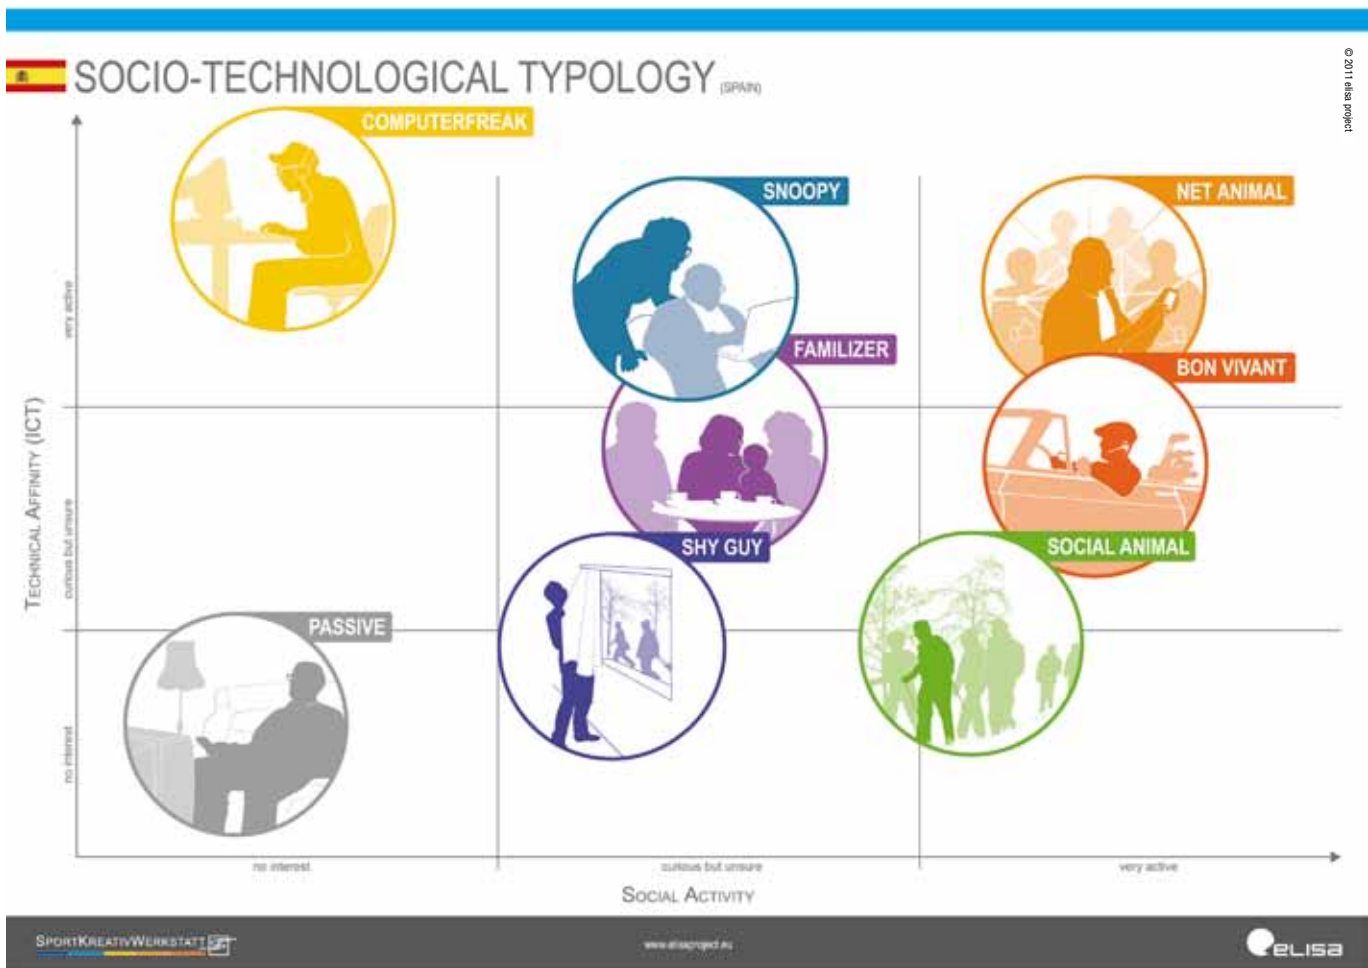 © 2011 elisa project
SOCIO-TECHNOLOGICAL TYPOLOGY (SPAIN)
COMPUTERFREAK
SNOOPY
NET ANIMAL
FAMILIZER
BON VIVANT
SHY GUY
SOCIAL ANIMAL
PASSIVE
TECHNICAL AFFINITY (ICT)
very active
curious but unsure
no interest
no interest
curious but unsure
very active
SOCIAL ACTIVITY
SPORTKREATIVWERKSTATT
www.elisaproject.eu
eLISa